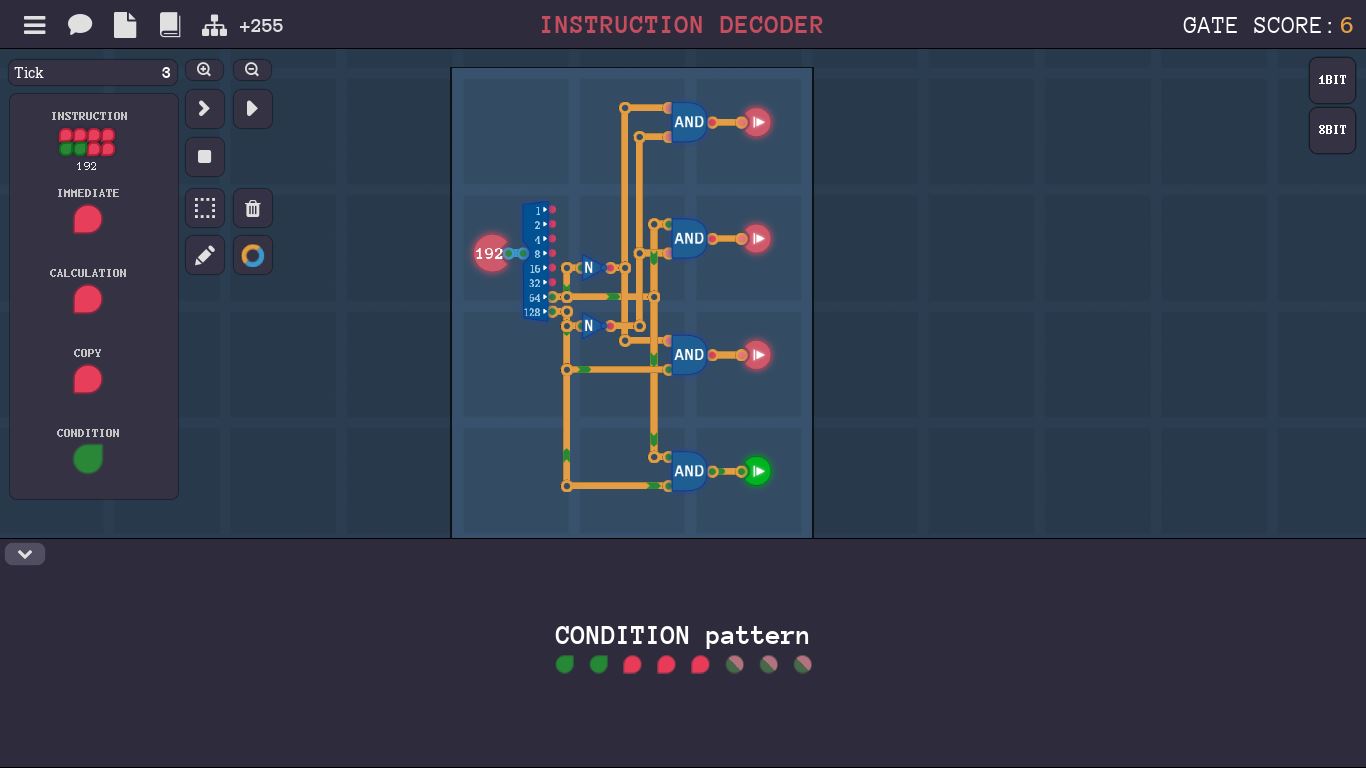 +255
INSTRUCTION DECODER
GATE SCORE: 6
Tick 3
INSTRUCTION
192
IMMEDIATE
CALCULATION
COPY
CONDITION
1BIT
8BIT
192
1
2
4
8
16
32
64
128
N
N
AND
AND
AND
AND
CONDITION pattern